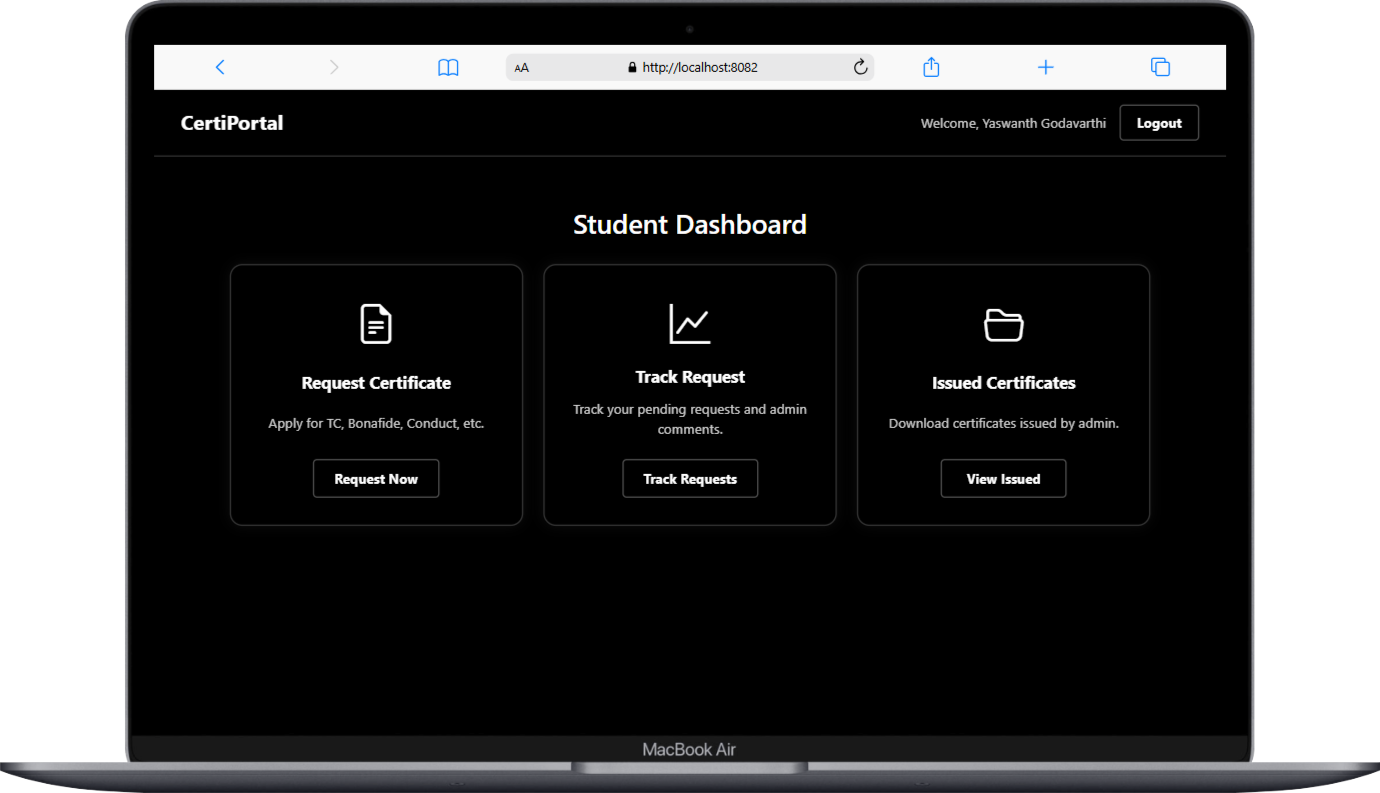 AA
http://localhost:8082
CertiPortal
Welcome, Yaswanth Godavarthi
Logout
Student Dashboard
Request Certificate
Apply for TC, Bonafide, Conduct, etc.
Request Now
Track Request
Track your pending requests and admin
comments.
Track Requests
Issued Certificates
Download certificates issued by admin.
View Issued
MacBook Air